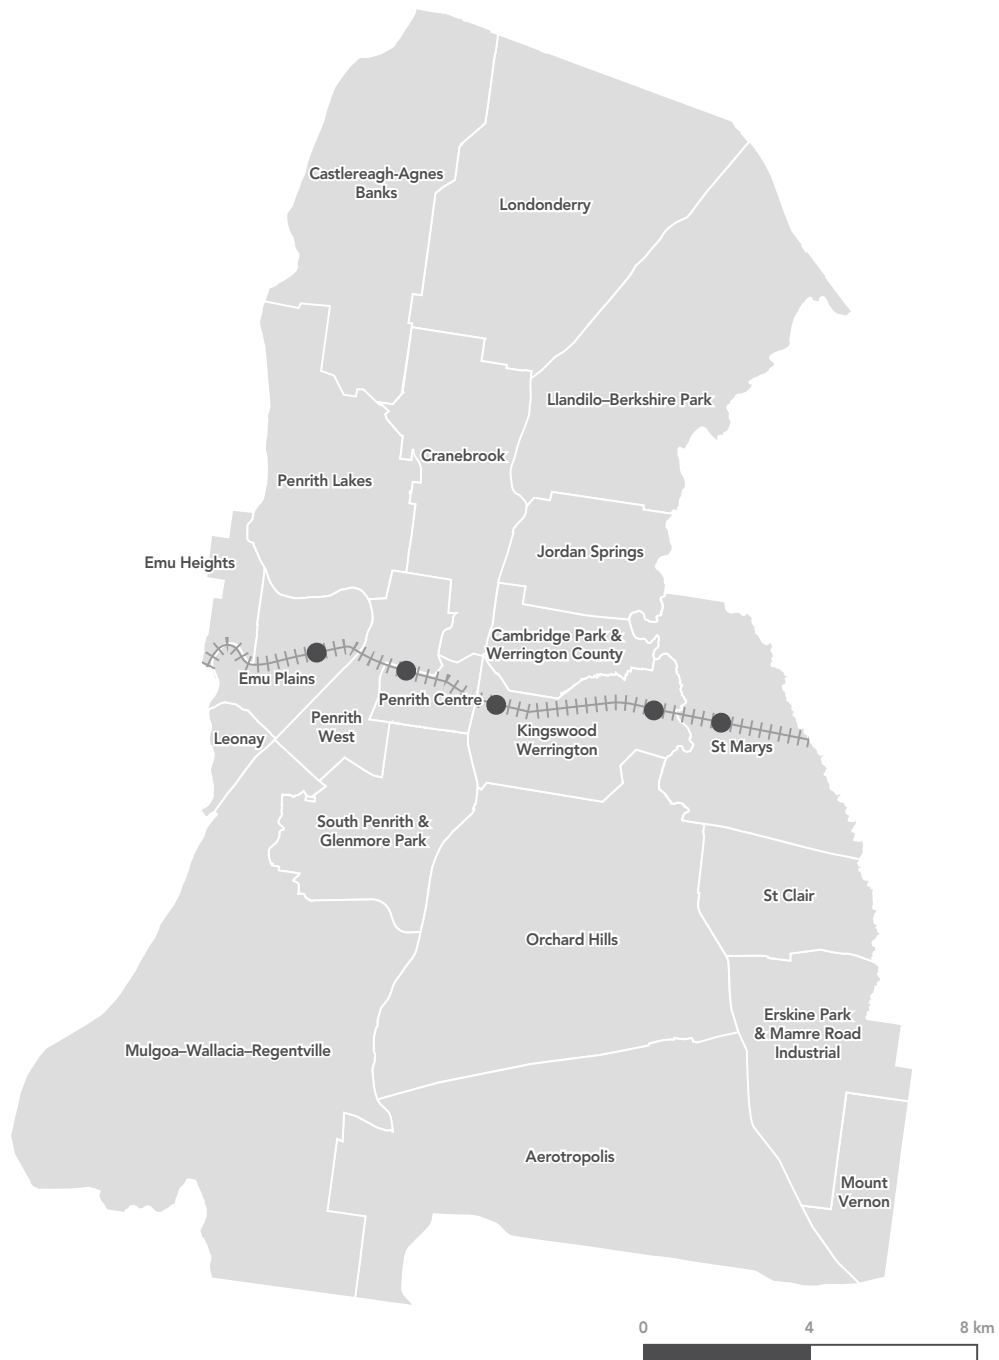 Castlereagh-Agnes
Banks
Londonderry
Llandilo–Berkshire Park
Cranebrook
Penrith Lakes
Jordan Springs
Emu Heights
Cambridge Park &
Werrington County
Emu Plains
Penrith Centre
Penrith
West
Leonay
Kingswood
Werrington
St Marys
South Penrith &
Glenmore Park
St Clair
Orchard Hills
Erskine Park
& Mamre Road
Industrial
Mulgoa–Wallacia–Regentville
Aerotropolis
Mount
Vernon
0 4 8 km